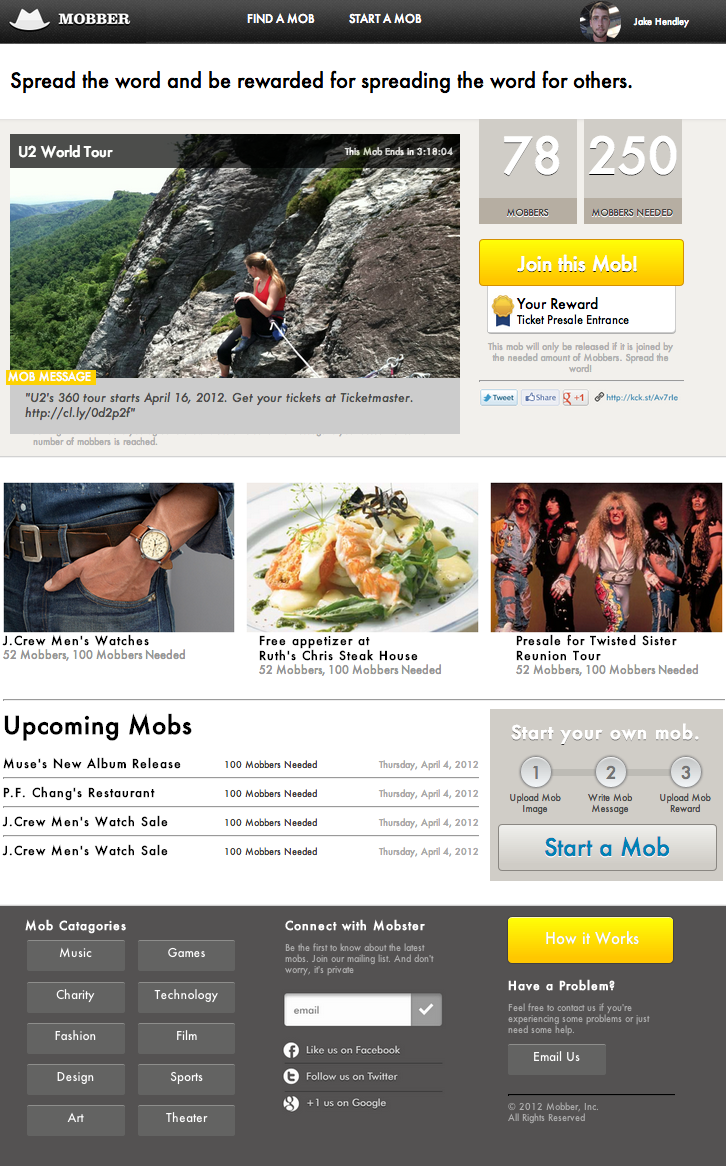 MOBBER
FIND A MOB
START A MOB
Jake Hendley
Spread the word and be rewarded for spreading the word for others.
U2 World Tour
This Mob Ends in 3:18:04
78
MOBBERS
250
MOBBERS NEEDED
Join this Mob!
Your Reward
Ticket Presale Entrance
This mob will only be released if it is joined by
the needed amount of Mobbers. Spread the
word!
Tweet
Share
+1
http://kck.st/Av7rIe
MOB MESSAGE
"U2's 360 tour starts April 16, 2012. Get your tickets at Ticketmaster.
http://cl.ly/0d2p2f"
number of mobbers is reached.
J.Crew Men's Watches
52 Mobbers, 100 Mobbers Needed
Free appetizer at
Ruth's Chris Steak House
52 Mobbers, 100 Mobbers Needed
Presale for Twisted Sister
Reunion Tour
52 Mobbers, 100 Mobbers Needed
Upcoming Mobs
Muse's New Album Release
100 Mobbers Needed
Thursday, April 4, 2012
P.F. Chang's Restaurant
100 Mobbers Needed
Thursday, April 4, 2012
J.Crew Men's Watch Sale
100 Mobbers Needed
Thursday, April 4, 2012
J.Crew Men's Watch Sale
100 Mobbers Needed
Thursday, April 4, 2012
Start your own mob.
1
2
3
Upload Mob
Image
Write Mob
Message
Upload Mob
Reward
Start a Mob
Mob Catagories
Music
Games
Charity
Technology
Fashion
Film
Design
Sports
Art
Theater
Connect with Mobster
Be the first to know about the latest
mobs. Join our mailing list. And don't
worry, it's private
email
Like us on Facebook
Follow us on Twitter
+1 us on Google
How it Works
Have a Problem?
Feel free to contact us if you're
experiencing some problems or just
need some help.
Email Us
© 2012 Mobber, Inc.
All Rights Reserved